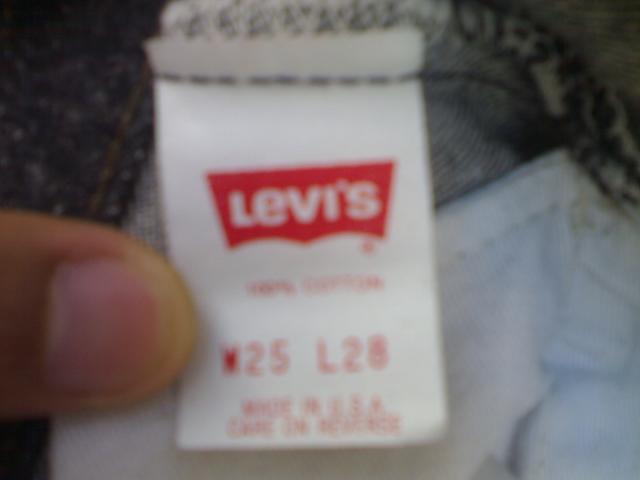 Levi's
100% COTTON
W25 L28
MADE IN U.S.A.
CARE ON REVERSE